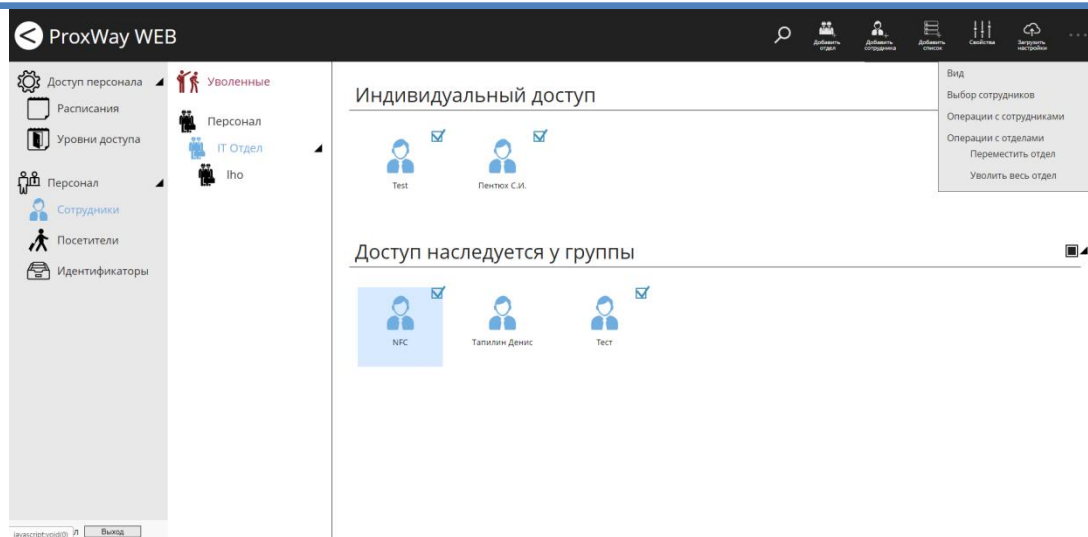 ProxWay WEB
Добавить отдел
Добавить сотрудника
Добавить список
Свойства
Загрузить настройки
Доступ персонала
Расписания
Уровни доступа
Персонал
Сотрудники
Посетители
Идентификаторы
Уволенные
Персонал
IT Отдел
Iho
Индивидуальный доступ
Test
Пентюх С.И.
Доступ наследуется у группы
NFC
Тапилин Денис
Тест
Вид
Выбор сотрудников
Операции с сотрудниками
Операции с отделами
Переместить отдел
Уволить весь отдел
javascript:void(0)
л
Выход